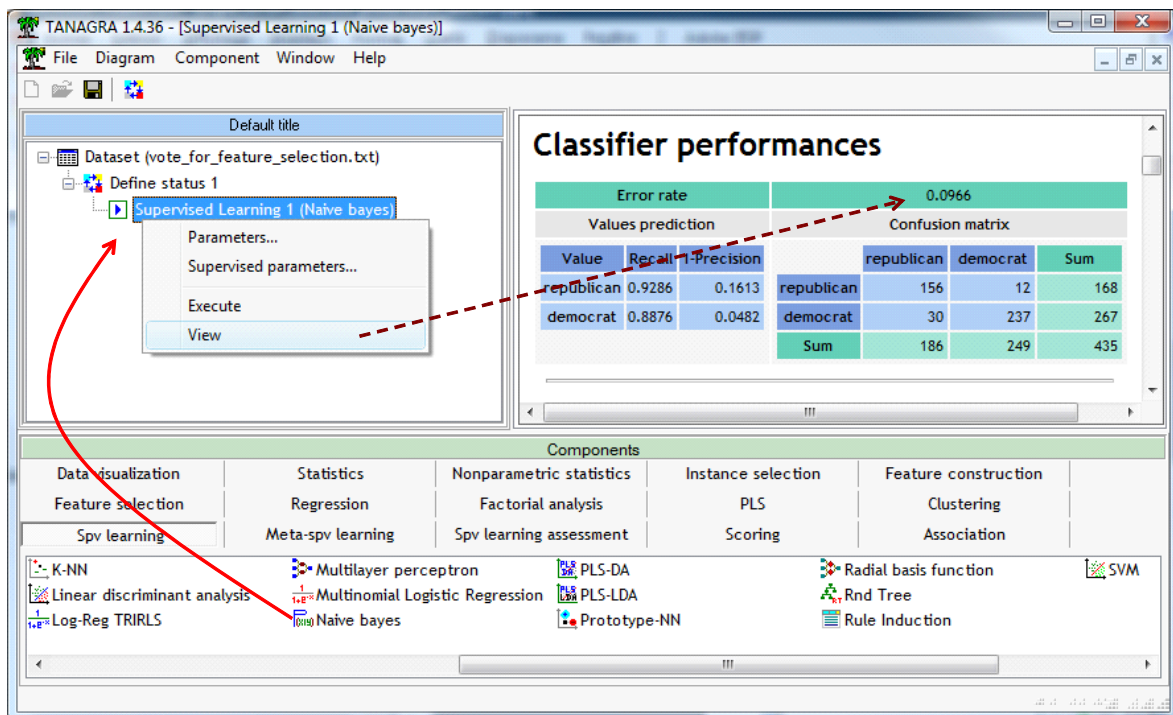 TANAGRA 1.4.36 - [Supervised Learning 1 (Naive bayes)]
File Diagram Component Window Help
Default title
Dataset (vote_for_feature_selection.txt)
Define status 1
Supervised Learning 1 (Naive bayes)
Parameters...
Supervised parameters...
Execute
View
Classifier performances
Error rate 0.0966
Values prediction Confusion matrix
Value Recall 1-Precision republican democrat Sum
republican 0.9286 0.1613 republican 156 12 168
democrat 0.8876 0.0482 democrat 30 237 267
Sum 186 249 435
Components
Data visualization Statistics Nonparametric statistics Instance selection Feature construction
Feature selection Regression Factorial analysis PLS Clustering
Spv learning Meta-spv learning Spv learning assessment Scoring Association
K-NN Multilayer perceptron PLS-DA Radial basis function SVM
Linear discriminant analysis Multinomial Logistic Regression PLS-LDA Rnd Tree
Log-Reg TRIRLS Naive bayes Prototype-NN Rule Induction